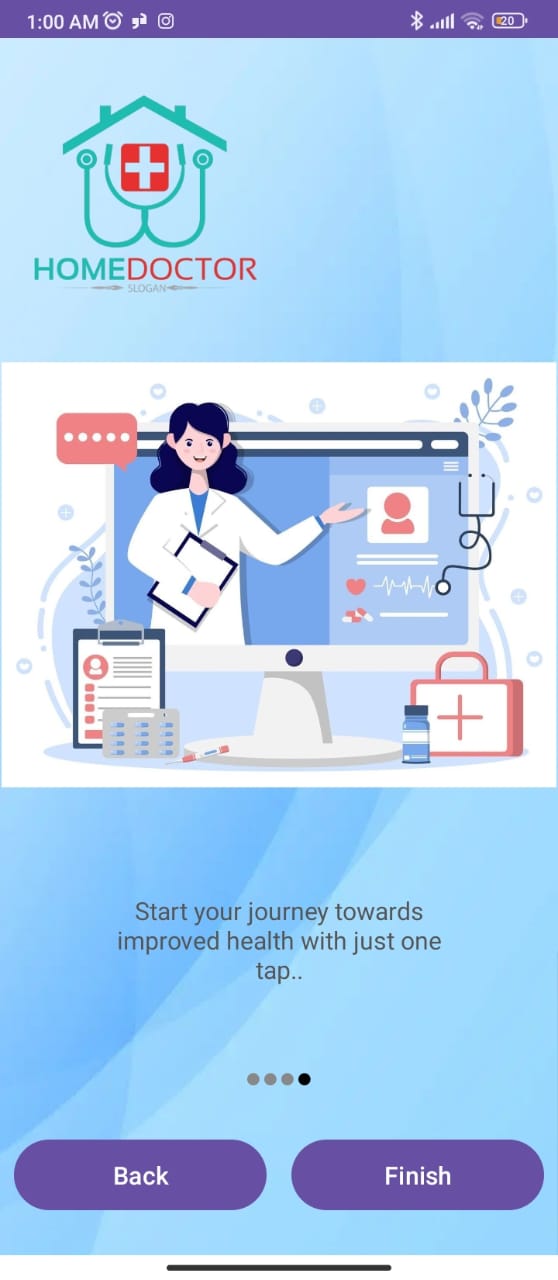 1:00 AM
20
HOMEDOCTOR
SLOGAN
Start your journey towards
improved health with just one
tap..
Back
Finish